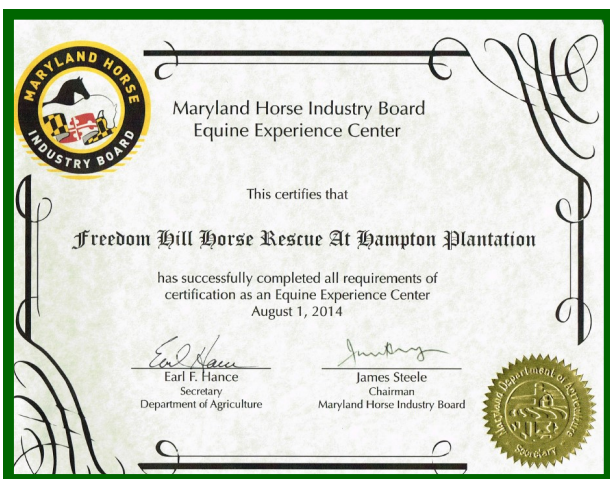 MARYLAND HORSE
INDUSTRY BOARD
Maryland Horse Industry Board
Equine Experience Center
This certifies that
Freedom Hill Horse Rescue At Hampton Plantation
has successfully completed all requirements of
certification as an Equine Experience Center
August 1, 2014
Earl F. Hance
Secretary
Department of Agriculture
James Steele
Chairman
Maryland Horse Industry Board
Maryland Department of Agriculture
Secretary